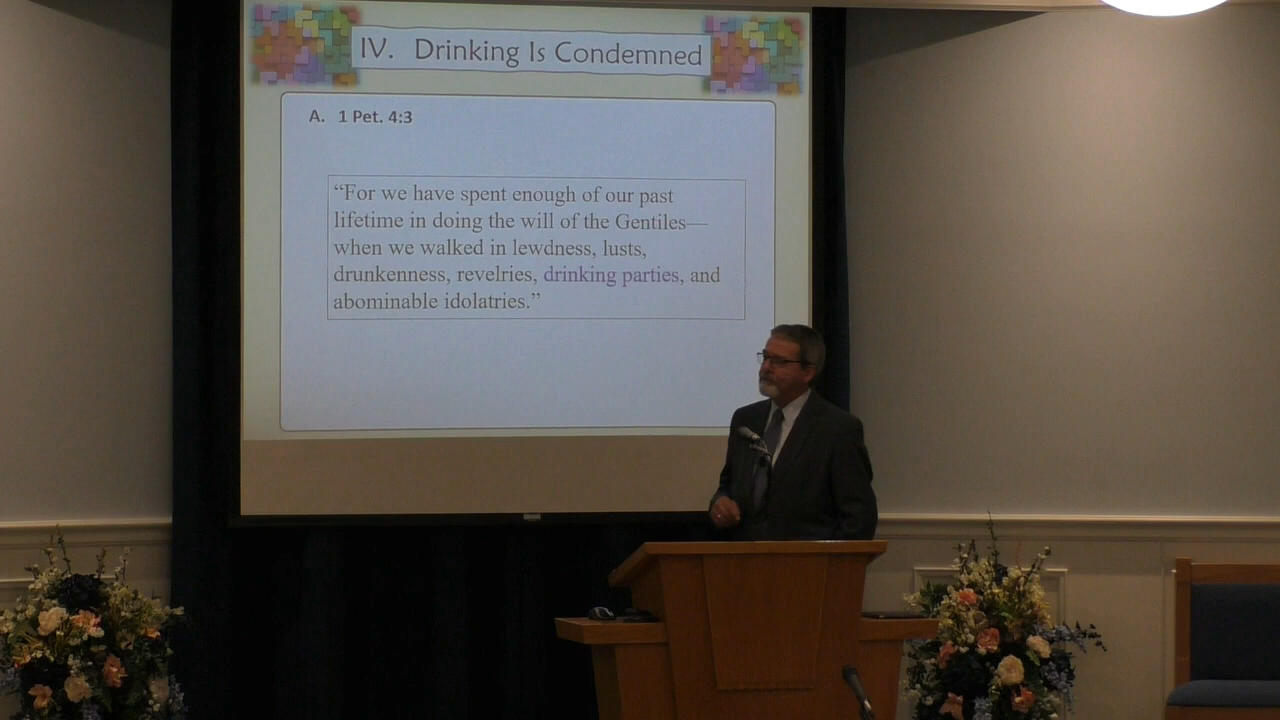 IV. Drinking Is Condemned
A. 1 Pet. 4:3
“For we have spent enough of our past
lifetime in doing the will of the Gentiles—
when we walked in lewdness, lusts,
drunkenness, revelries, drinking parties, and
abominable idolatries.”